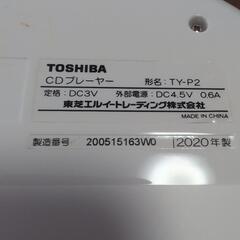 TOSHIBA
CDプレーヤー 形名：TY-P2
定格：DC3V 外部電源：DC4.5V 0.6A
東芝エルイートレーディング株式会社
MADE IN CHINA
製造番号 200515163W0 2020年製